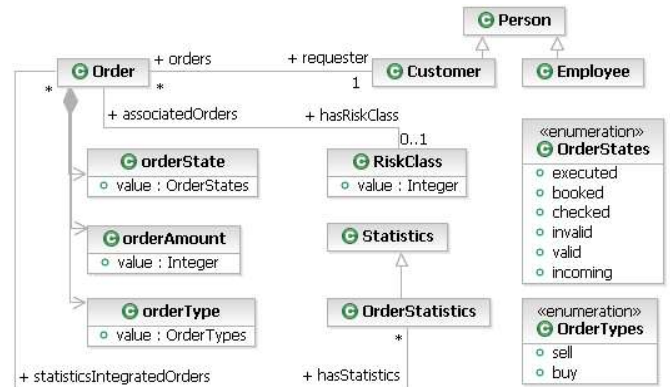 Person
+ orders
+ requester
Order
Customer
Employee
*
*
1
+ associatedOrders
+ hasRiskClass
0..1
orderState
value : OrderStates
RiskClass
value : Integer
«enumeration»
OrderStates
executed
booked
checked
invalid
valid
incoming
orderAmount
value : Integer
Statistics
orderType
value : OrderTypes
OrderStatistics
*
«enumeration»
OrderTypes
sell
buy
+ statisticsIntegratedOrders
+ hasStatistics